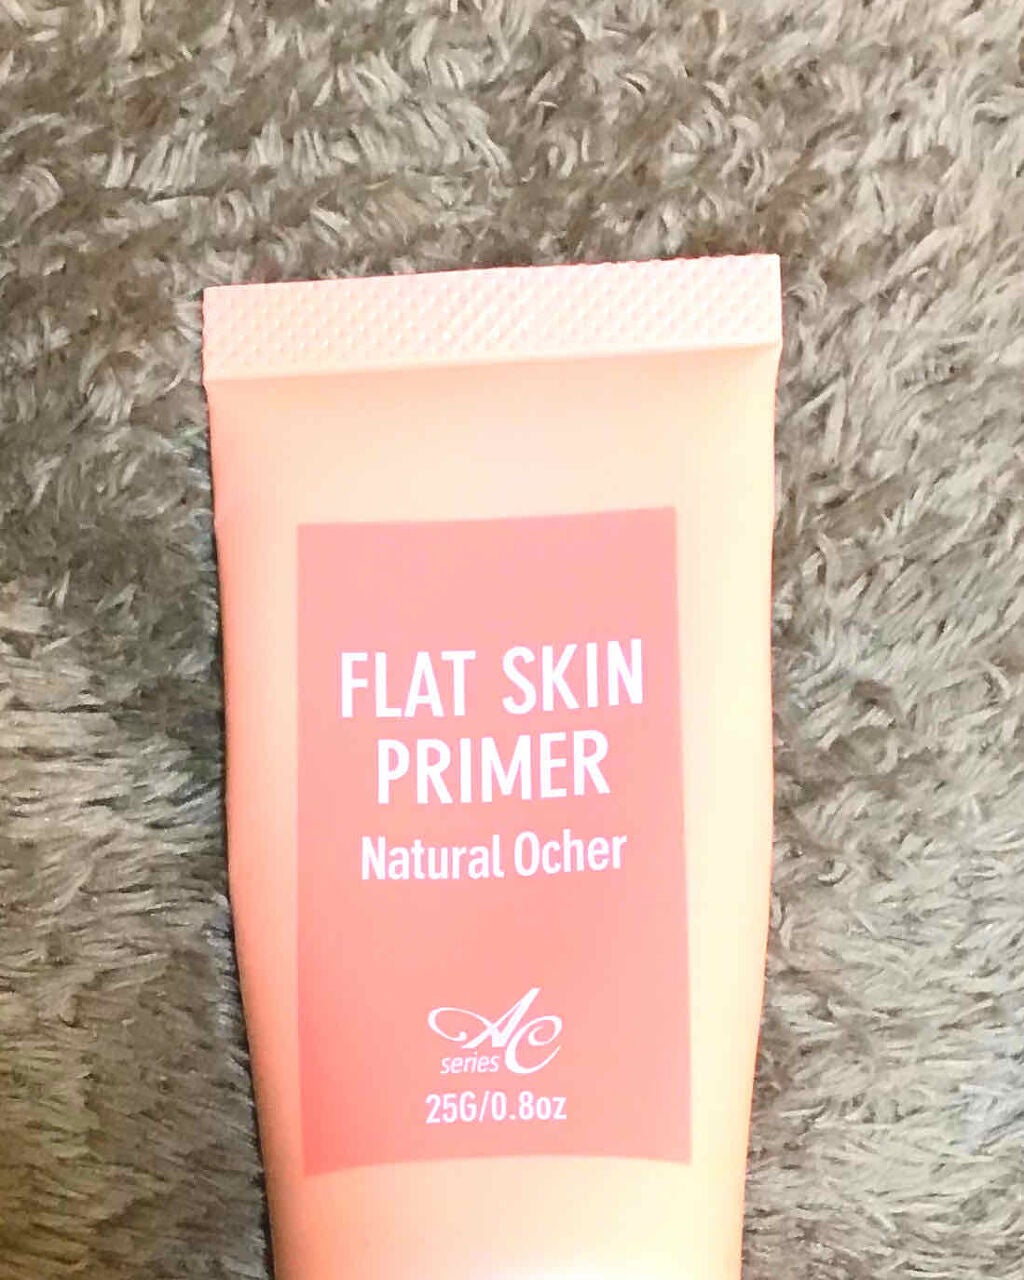 FLAT SKIN
PRIMER
Natural Ocher
AC
series
25G/0.8oz